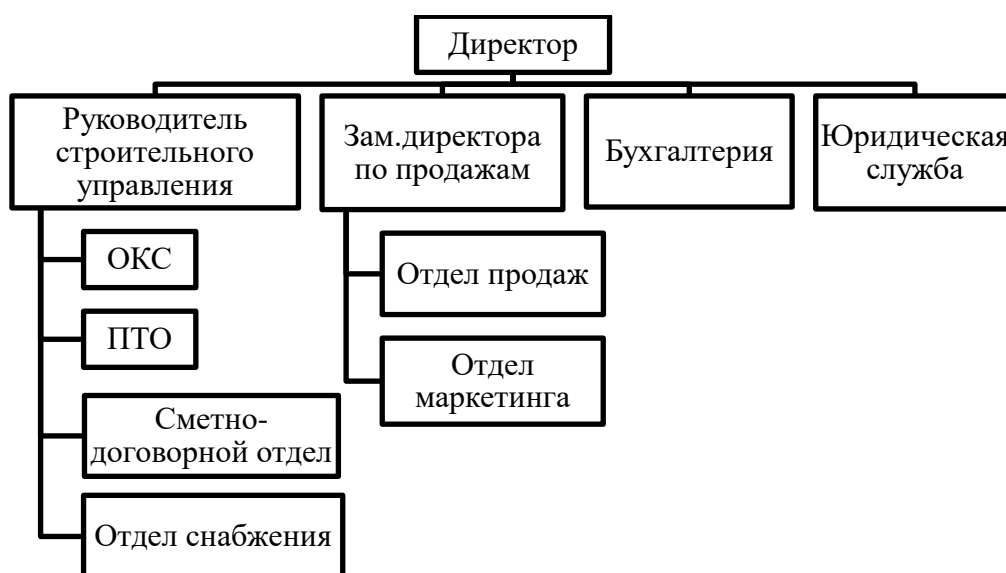 Директор
Руководитель
строительного
управления
Зам.директора
по продажам
Бухгалтерия
Юридическая
служба
ОКС
ПТО
Сметно-
договорной отдел
Отдел снабжения
Отдел продаж
Отдел
маркетинга